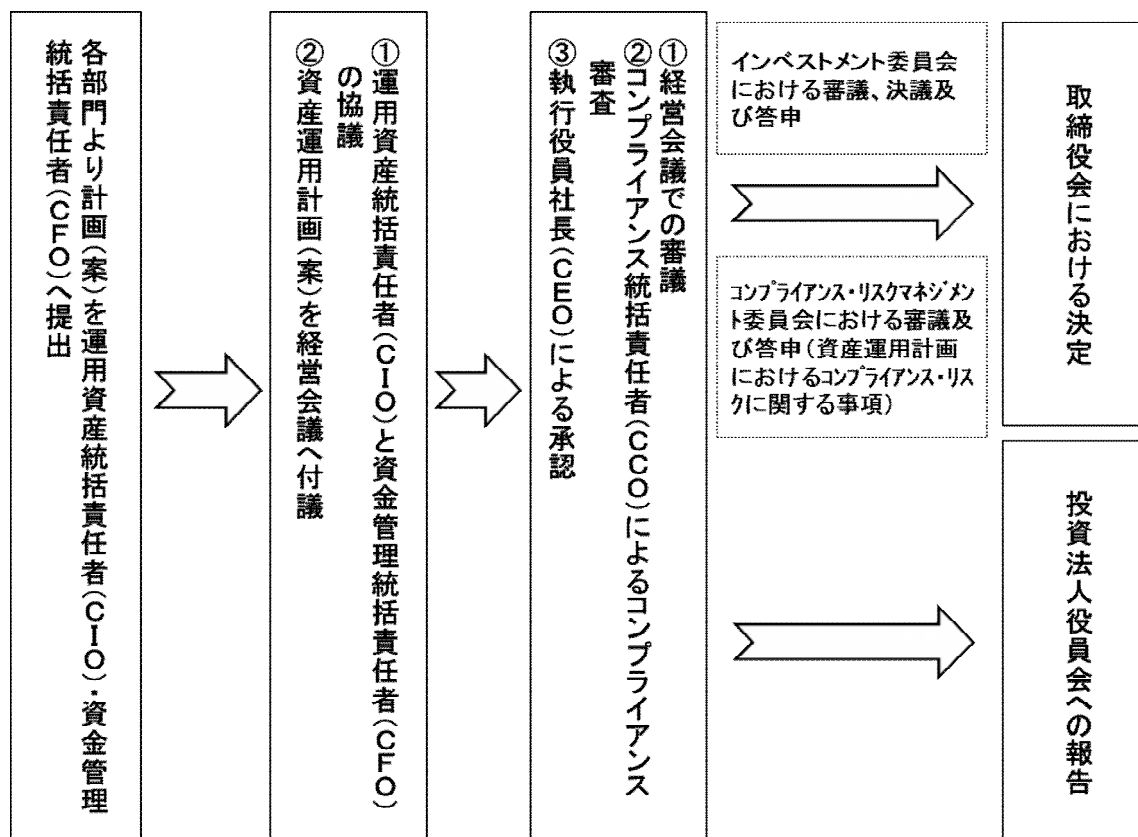 各部門より計画(案)を運用資産統括責任者(CIO)・資金管理
統括責任者(CFO)へ提出
①運用資産統括責任者(CIO)と資金管理統括責任者(CFO)
の協議
②資産運用計画(案)を経営会議へ付議
①経営会議での審議
②コンプライアンス統括責任者(CCO)によるコンプライアンス
審査
③執行役員社長(CEO)による承認
インベストメント委員会
における審議、決議及
び答申
コンプライアンス・リスクマネジメン
ト委員会における審議及
び答申(資産運用計画
におけるコンプライアンス・リス
クに関する事項)
取締役会における決定
投資法人役員会への報告